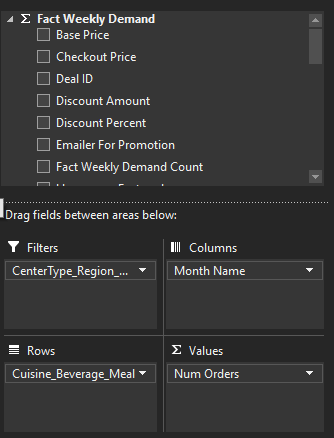 Σ Fact Weekly Demand
Base Price
Checkout Price
Deal ID
Discount Amount
Discount Percent
Emailer For Promotion
Fact Weekly Demand Count
Drag fields between areas below:
Filters
Columns
CenterType_Region_...
Month Name
Rows
Σ Values
Cuisine_Beverage_Meal
Num Orders